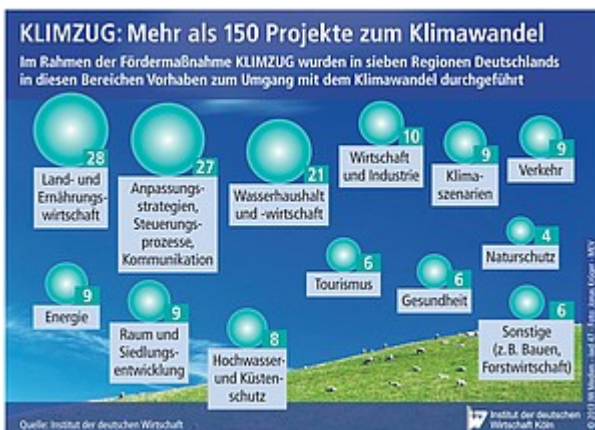 KLIMZUG: Mehr als 150 Projekte zum Klimawandel
Im Rahmen der Fördermaßnahme KLIMZUG wurden in sieben Regionen Deutschlands
in diesen Bereichen Vorhaben zum Umgang mit dem Klimawandel durchgeführt
28
Land- und
Ernährungs-
wirtschaft
27
Anpassungs-
strategien,
Steuerungs-
prozesse,
Kommunikation
21
Wasserhaushalt
und -wirtschaft
10
Wirtschaft
und Industrie
9
Klima-
szenarien
9
Verkehr
4
Naturschutz
6
Tourismus
6
Gesundheit
9
Energie
9
Raum und
Siedlungs-
entwicklung
8
Hochwasser-
und Küsten-
schutz
6
Sonstige
(z.B. Bauen,
Forstwirtschaft)
Quelle: Institut der deutschen Wirtschaft
Institut der deutschen
Wirtschaft Köln
© 2013 IW Medien